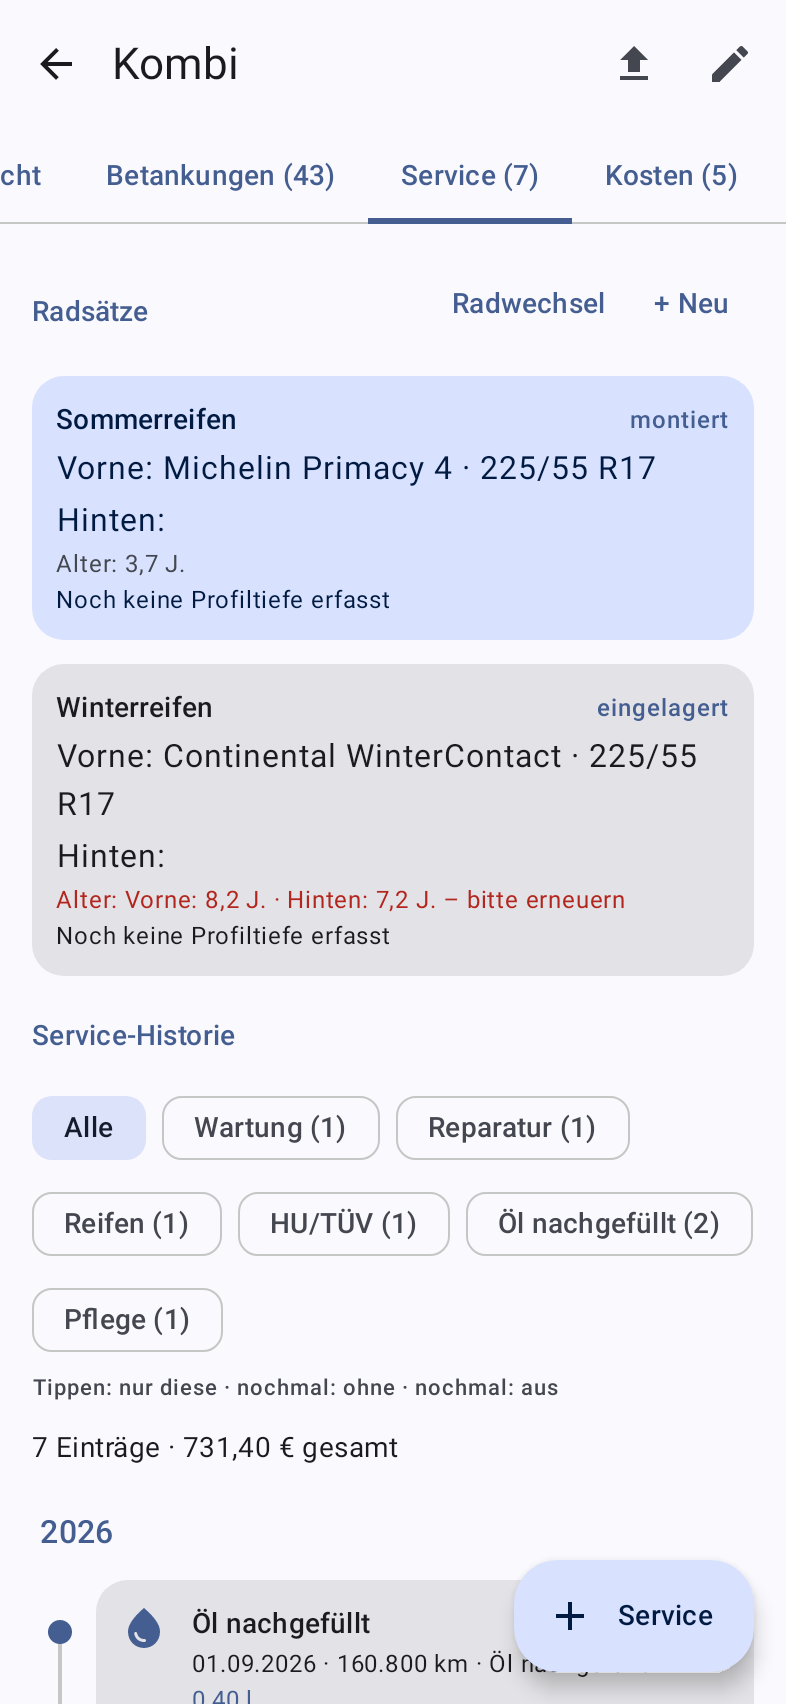 Kombi
cht Betankungen (43) Service (7) Kosten (5)
Radsätze Radwechsel + Neu
Sommerreifen montiert
Vorne: Michelin Primacy 4 · 225/55 R17
Hinten:
Alter: 3,7 J.
Noch keine Profiltiefe erfasst
Winterreifen eingelagert
Vorne: Continental WinterContact · 225/55
R17
Hinten:
Alter: Vorne: 8,2 J. · Hinten: 7,2 J. – bitte erneuern
Noch keine Profiltiefe erfasst
Service-Historie
Alle Wartung (1) Reparatur (1)
Reifen (1) HU/TÜV (1) Öl nachgefüllt (2)
Pflege (1)
Tippen: nur diese · nochmal: ohne · nochmal: aus
7 Einträge · 731,40 € gesamt
2026
Öl nachgefüllt
+ Service
01.09.2026 · 160.800 km · Öl
0,40 l